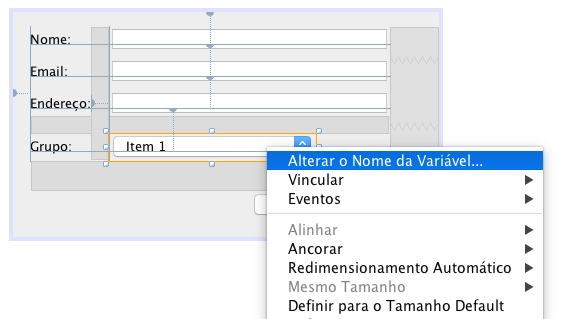 Nome:
Email:
Endereço:
Grupo:
Item 1
Alterar o Nome da Variável...
Vincular
Eventos
Alinhar
Ancorar
Redimensionamento Automático
Mesmo Tamanho
Definir para o Tamanho Default